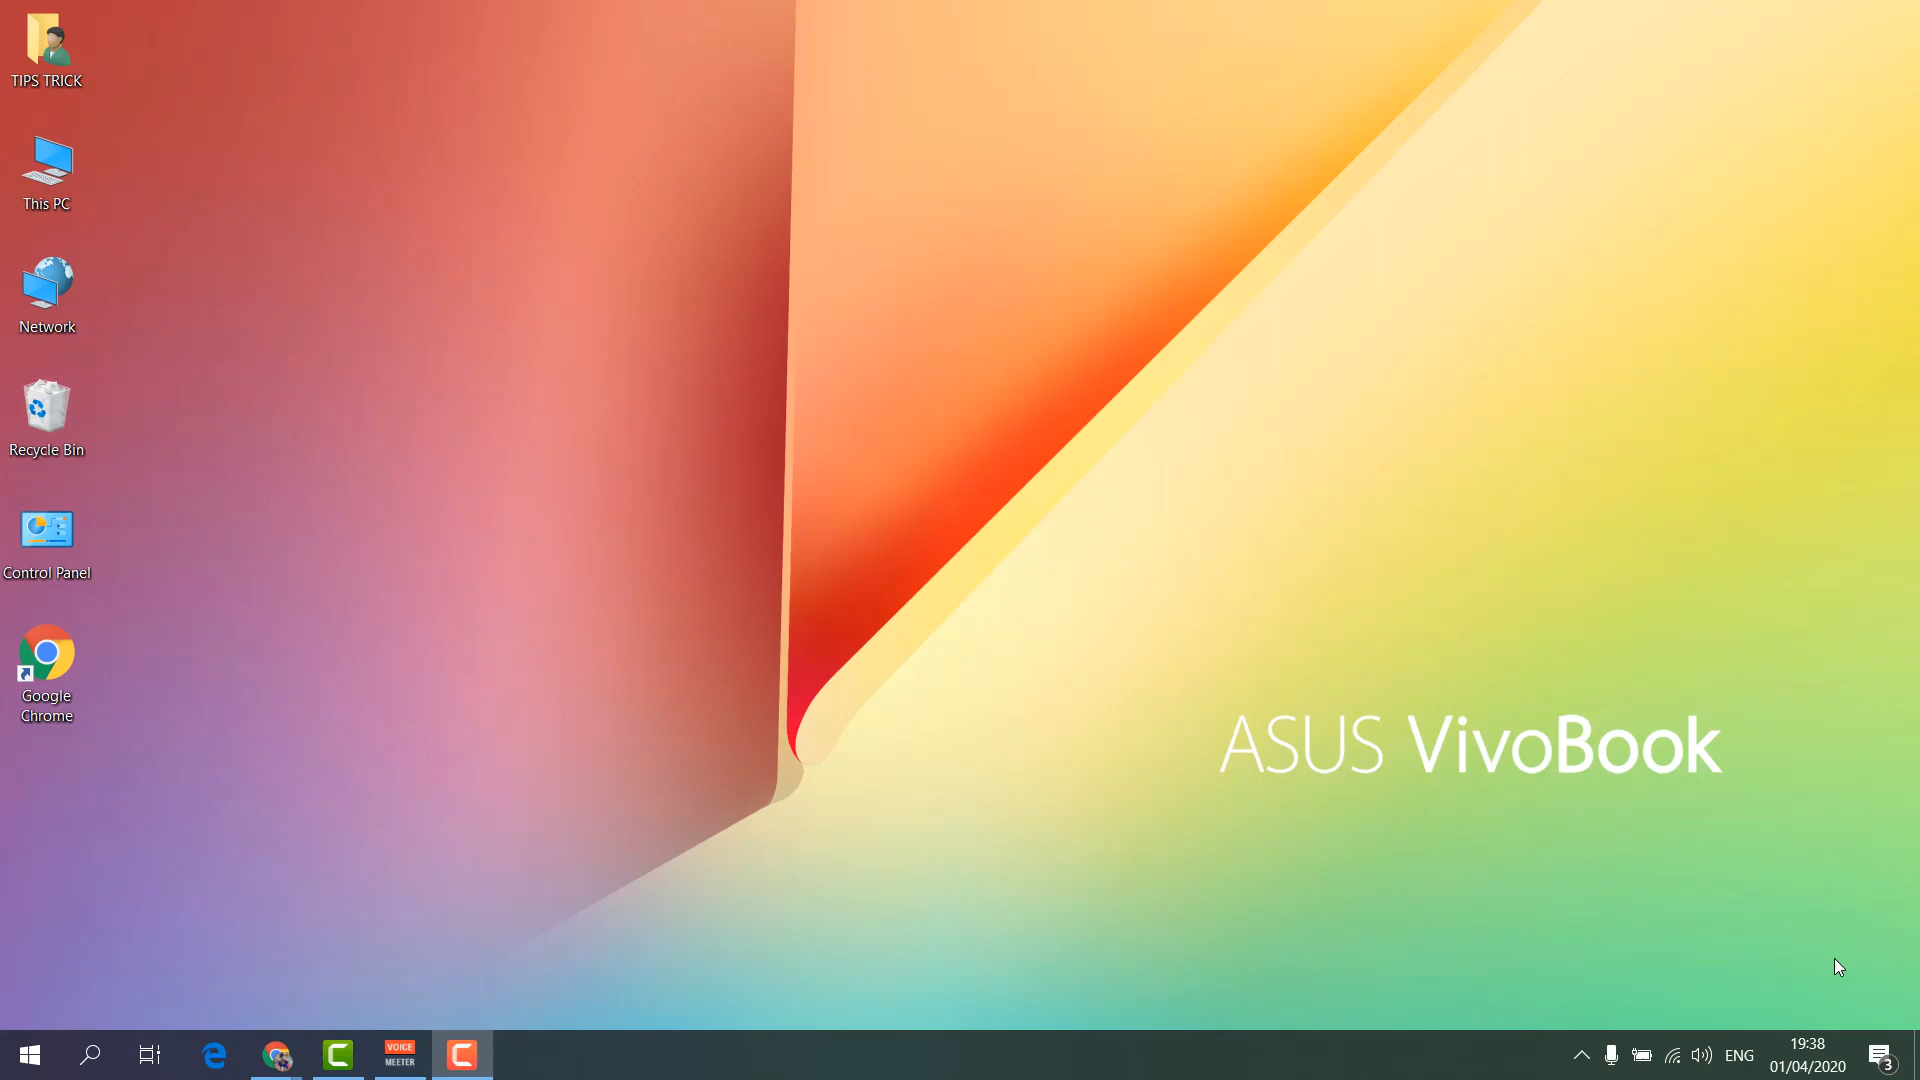 TIPS TRICK
This PC
Network
Recycle Bin
Control Panel
Google
Chrome
ASUS VivoBook
VOICE
MEETER
ENG
19:38
01/04/2020
3